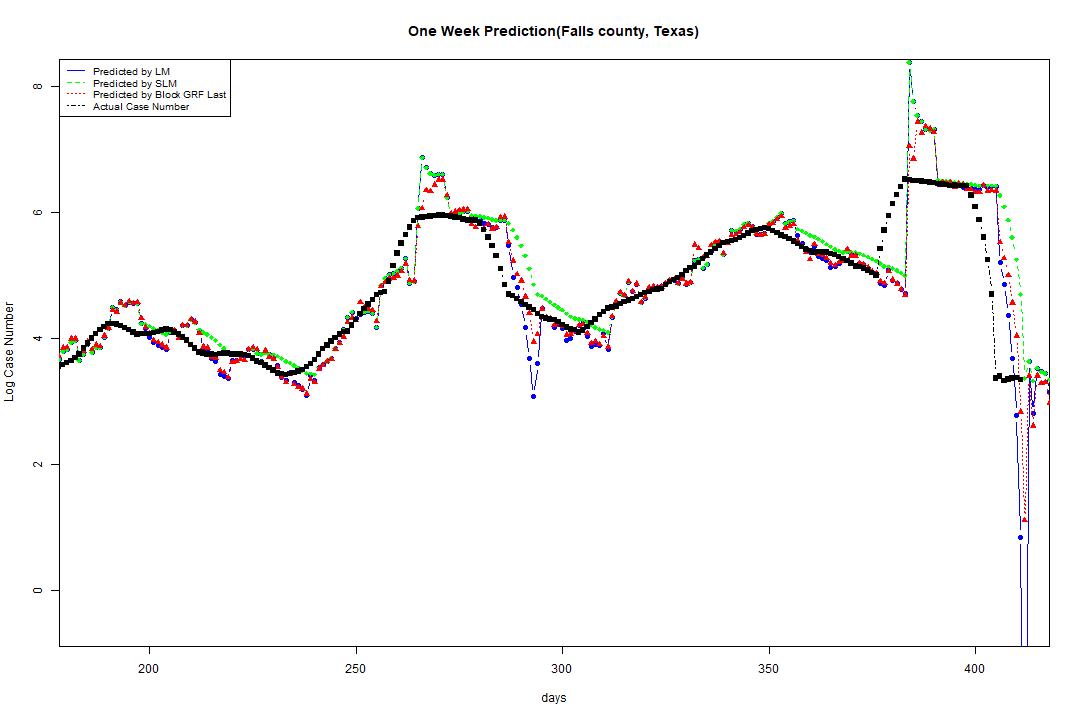 One Week Prediction(Falls county, Texas)
Predicted by LM
Predicted by SLM
Predicted by Block GRF Last
Actual Case Number
Log Case Number
8
6
4
2
0
200 250 300 350 400
days